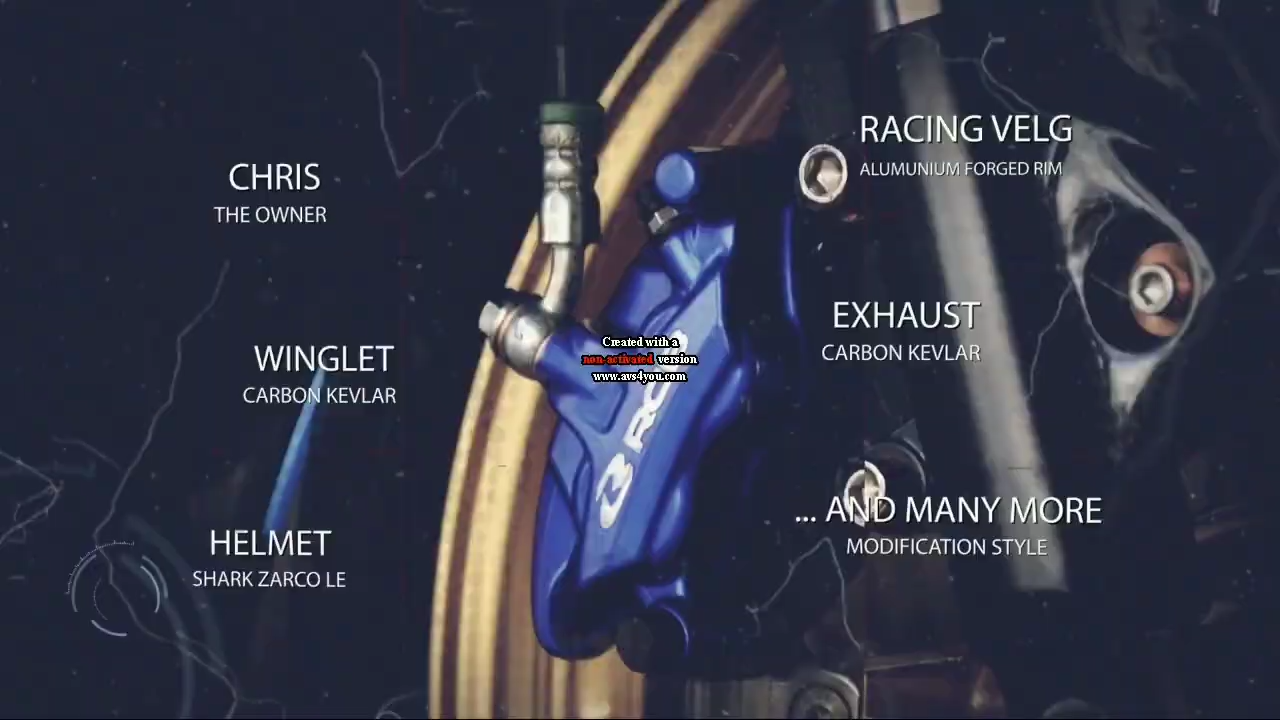 CHRIS
THE OWNER
WINGLET
CARBON KEVLAR
HELMET
SHARK ZARCO LE
Created with a
non-activated version
www.avs4you.com
RACING VELG
ALUMUNIUM FORGED RIM
EXHAUST
CARBON KEVLAR
... AND MANY MORE
MODIFICATION STYLE